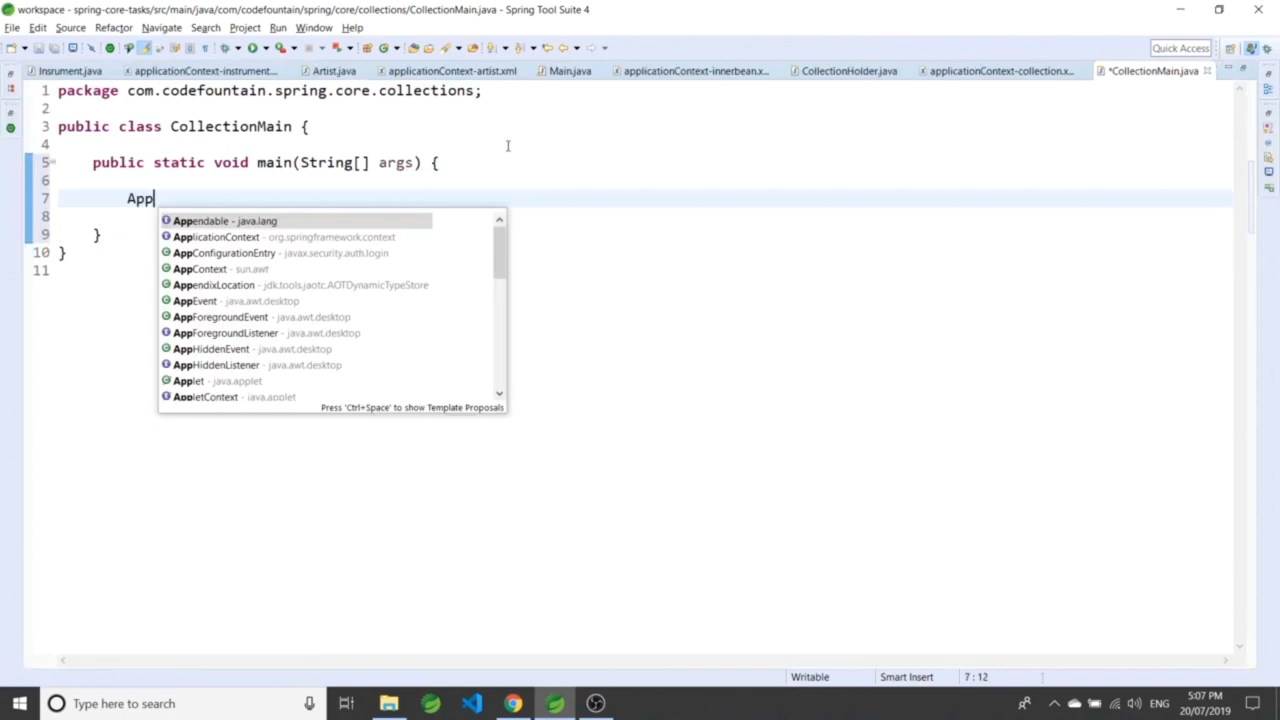 workspace - spring-core-tasks/src/main/java/com/codefountain/spring/core/collections/CollectionMain.java - Spring Tool Suite 4
File Edit Source Refactor Navigate Search Project Run Window Help
Quick Access
Insrument.java applicationContext-instrument... Artist.java applicationContext-artist.xml Main.java applicationContext-innerbean.x... CollectionHolder.java applicationContext-collection.x... *CollectionMain.java
1 package com.codefountain.spring.core.collections;
2
3 public class CollectionMain {
4
5 public static void main(String[] args) {
6
7 App
Appendable - java.lang
ApplicationContext - org.springframework.context
AppConfigurationEntry - javax.security.auth.login
AppContext - sun.awt
AppendixLocation - jdk.tools.jaotc.AOTDynamicTypeStore
AppEvent - java.awt.desktop
AppForegroundEvent - java.awt.desktop
AppForegroundListener - java.awt.desktop
AppHiddenEvent - java.awt.desktop
AppHiddenListener - java.awt.desktop
Applet - java.applet
AppletContext - java.applet
Press 'Ctrl+Space' to show Template Proposals
8
9 }
10 }
11
Writable Smart Insert 7 : 12
Type here to search
ENG
5:07 PM
20/07/2019